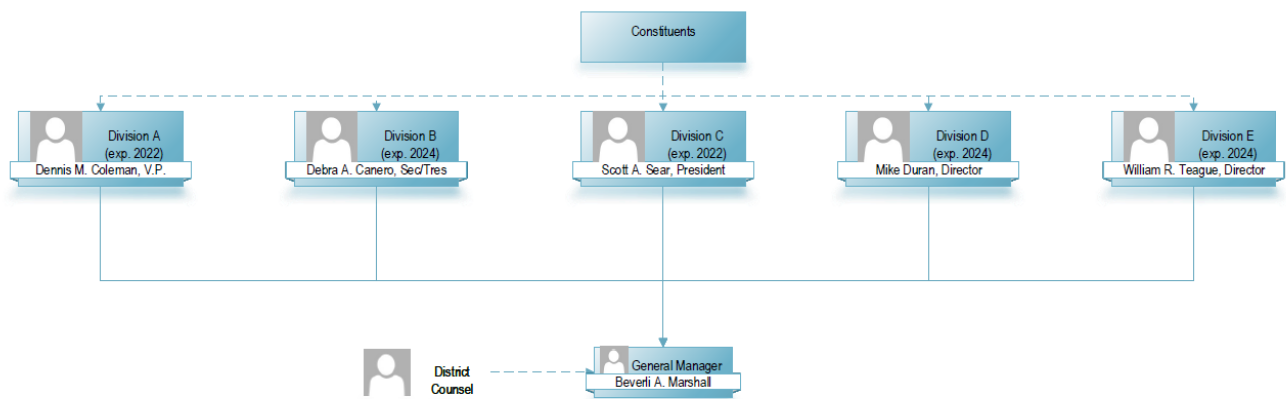 Constituents
Division A
(exp. 2022)
Dennis M. Coleman, V.P.
Division B
(exp. 2024)
Debra A. Canero, Sec/Tres
Division C
(exp. 2022)
Scott A. Sear, President
Division D
(exp. 2024)
Mike Duran, Director
Division E
(exp. 2024)
William R. Teague, Director
General Manager
Beverli A. Marshall
District
Counsel